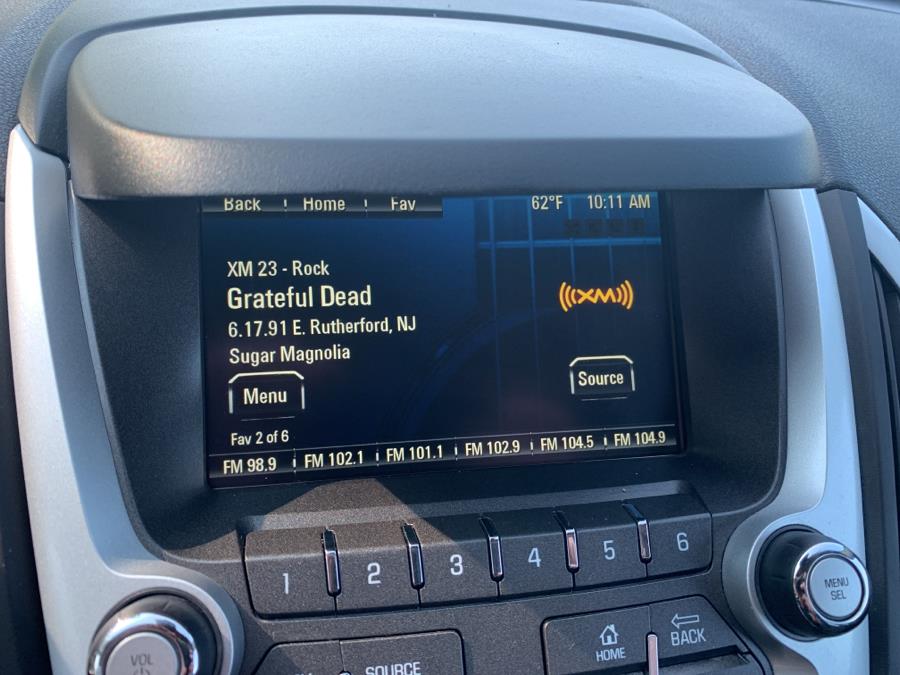 Back Home Fav 62°F 10:11 AM
XM 23 - Rock
Grateful Dead
XM
6.17.91 E. Rutherford, NJ
Sugar Magnolia
Menu
Source
Fav 2 of 6
FM 98.9 FM 102.1 FM 101.1 FM 102.9 FM 104.5 FM 104.9
1 2 3 4 5 6
MENU
SEL
HOME
BACK
VOL
SOURCE